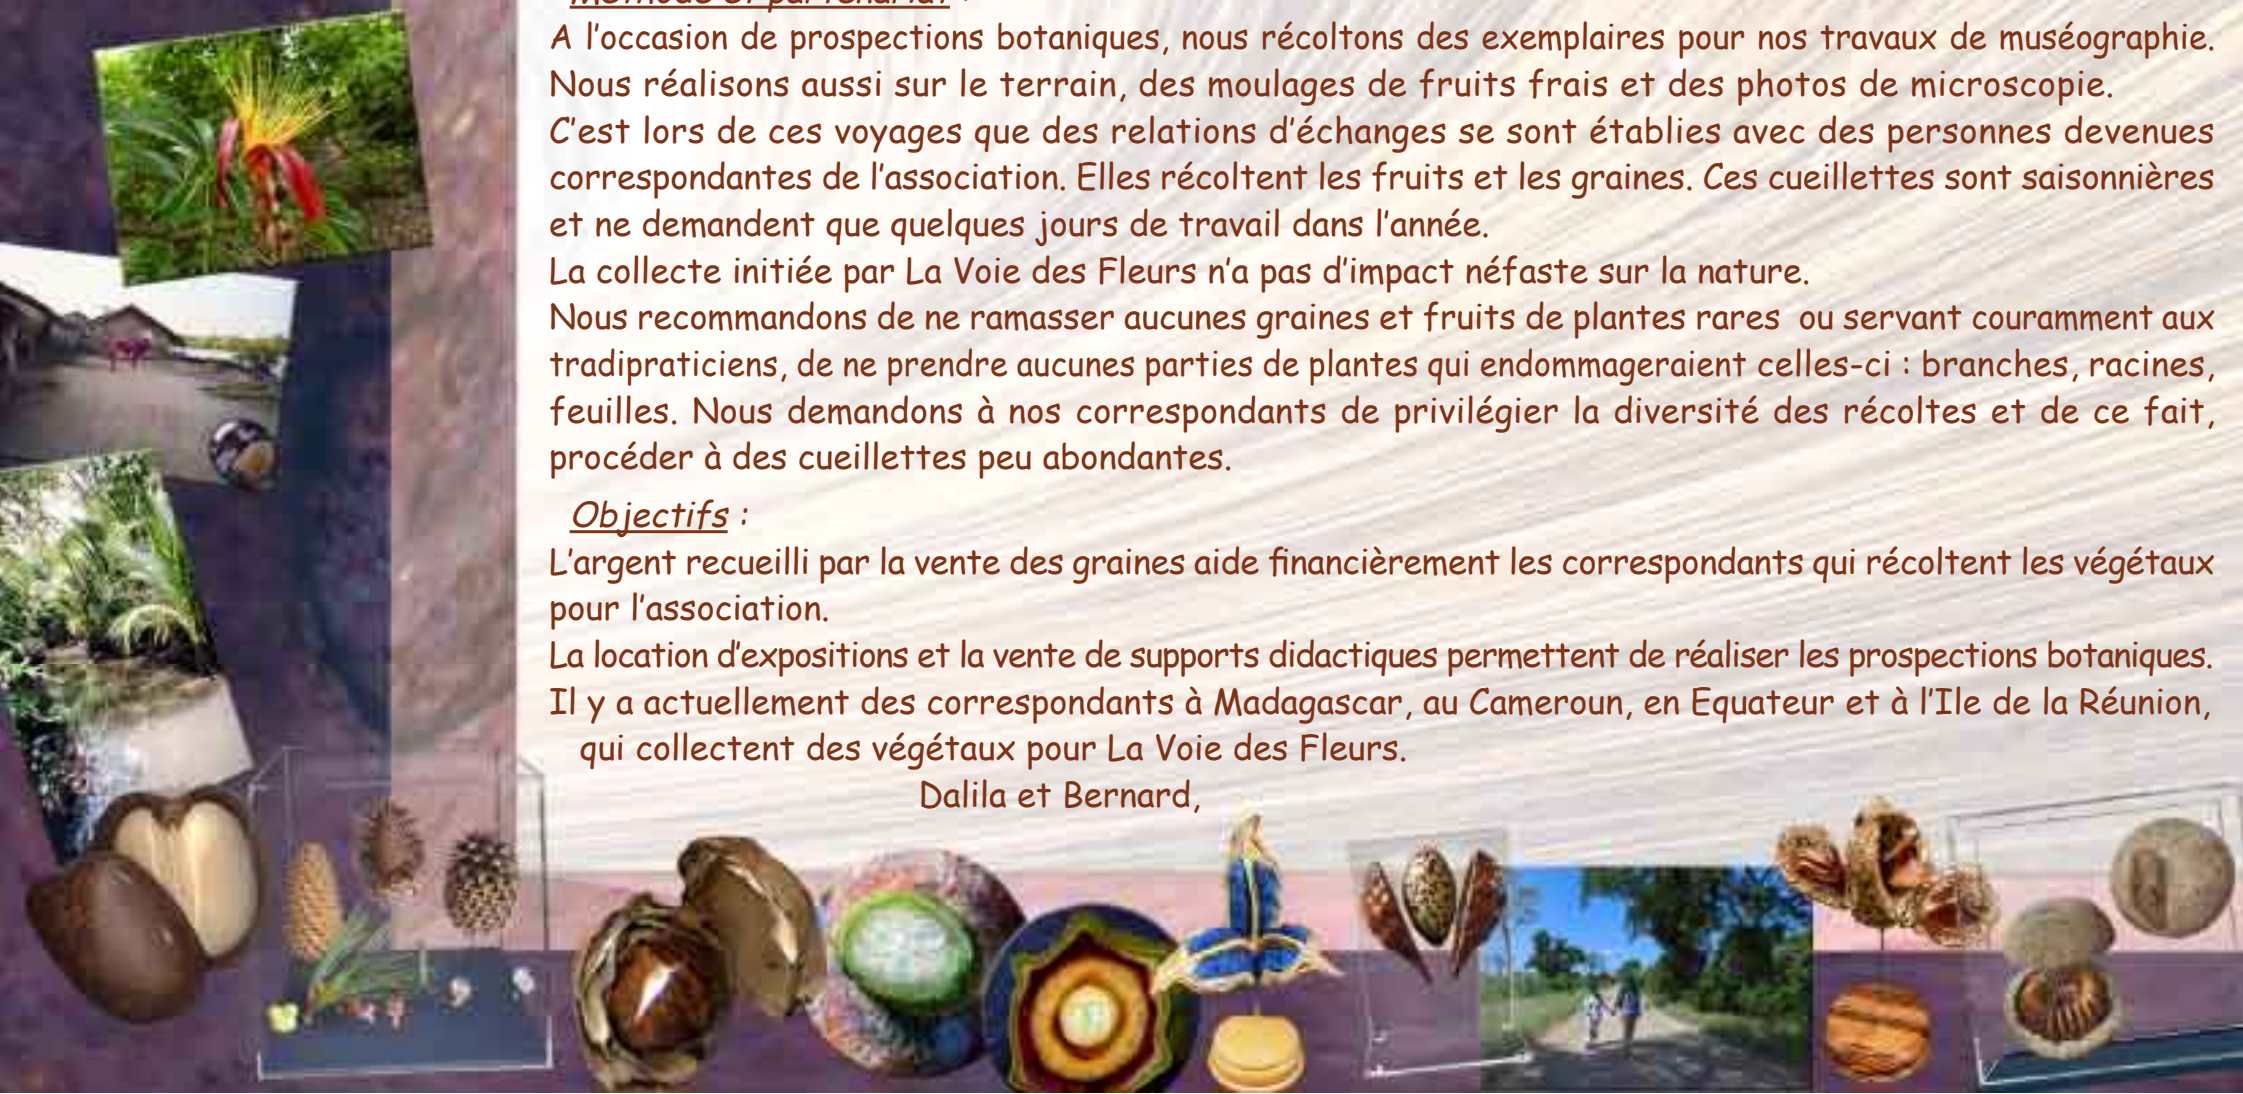 Méthode et partenariat :
A l'occasion de prospections botaniques, nous récoltons des exemplaires pour nos travaux de muséographie.
Nous réalisons aussi sur le terrain, des moulages de fruits frais et des photos de microscopie.
C'est lors de ces voyages que des relations d'échanges se sont établies avec des personnes devenues
correspondantes de l'association. Elles récoltent les fruits et les graines. Ces cueillettes sont saisonnières
et ne demandent que quelques jours de travail dans l'année.
La collecte initiée par La Voie des Fleurs n'a pas d'impact néfaste sur la nature.
Nous recommandons de ne ramasser aucunes graines et fruits de plantes rares ou servant couramment aux
tradipraticiens, de ne prendre aucunes parties de plantes qui endommageraient celles-ci : branches, racines,
feuilles. Nous demandons à nos correspondants de privilégier la diversité des récoltes et de ce fait,
procéder à des cueillettes peu abondantes.
Objectifs :
L'argent recueilli par la vente des graines aide financièrement les correspondants qui récoltent les végétaux
pour l'association.
La location d'expositions et la vente de supports didactiques permettent de réaliser les prospections botaniques.
Il y a actuellement des correspondants à Madagascar, au Cameroun, en Equateur et à l'Ile de la Réunion,
qui collectent des végétaux pour La Voie des Fleurs.
Dalila et Bernard,